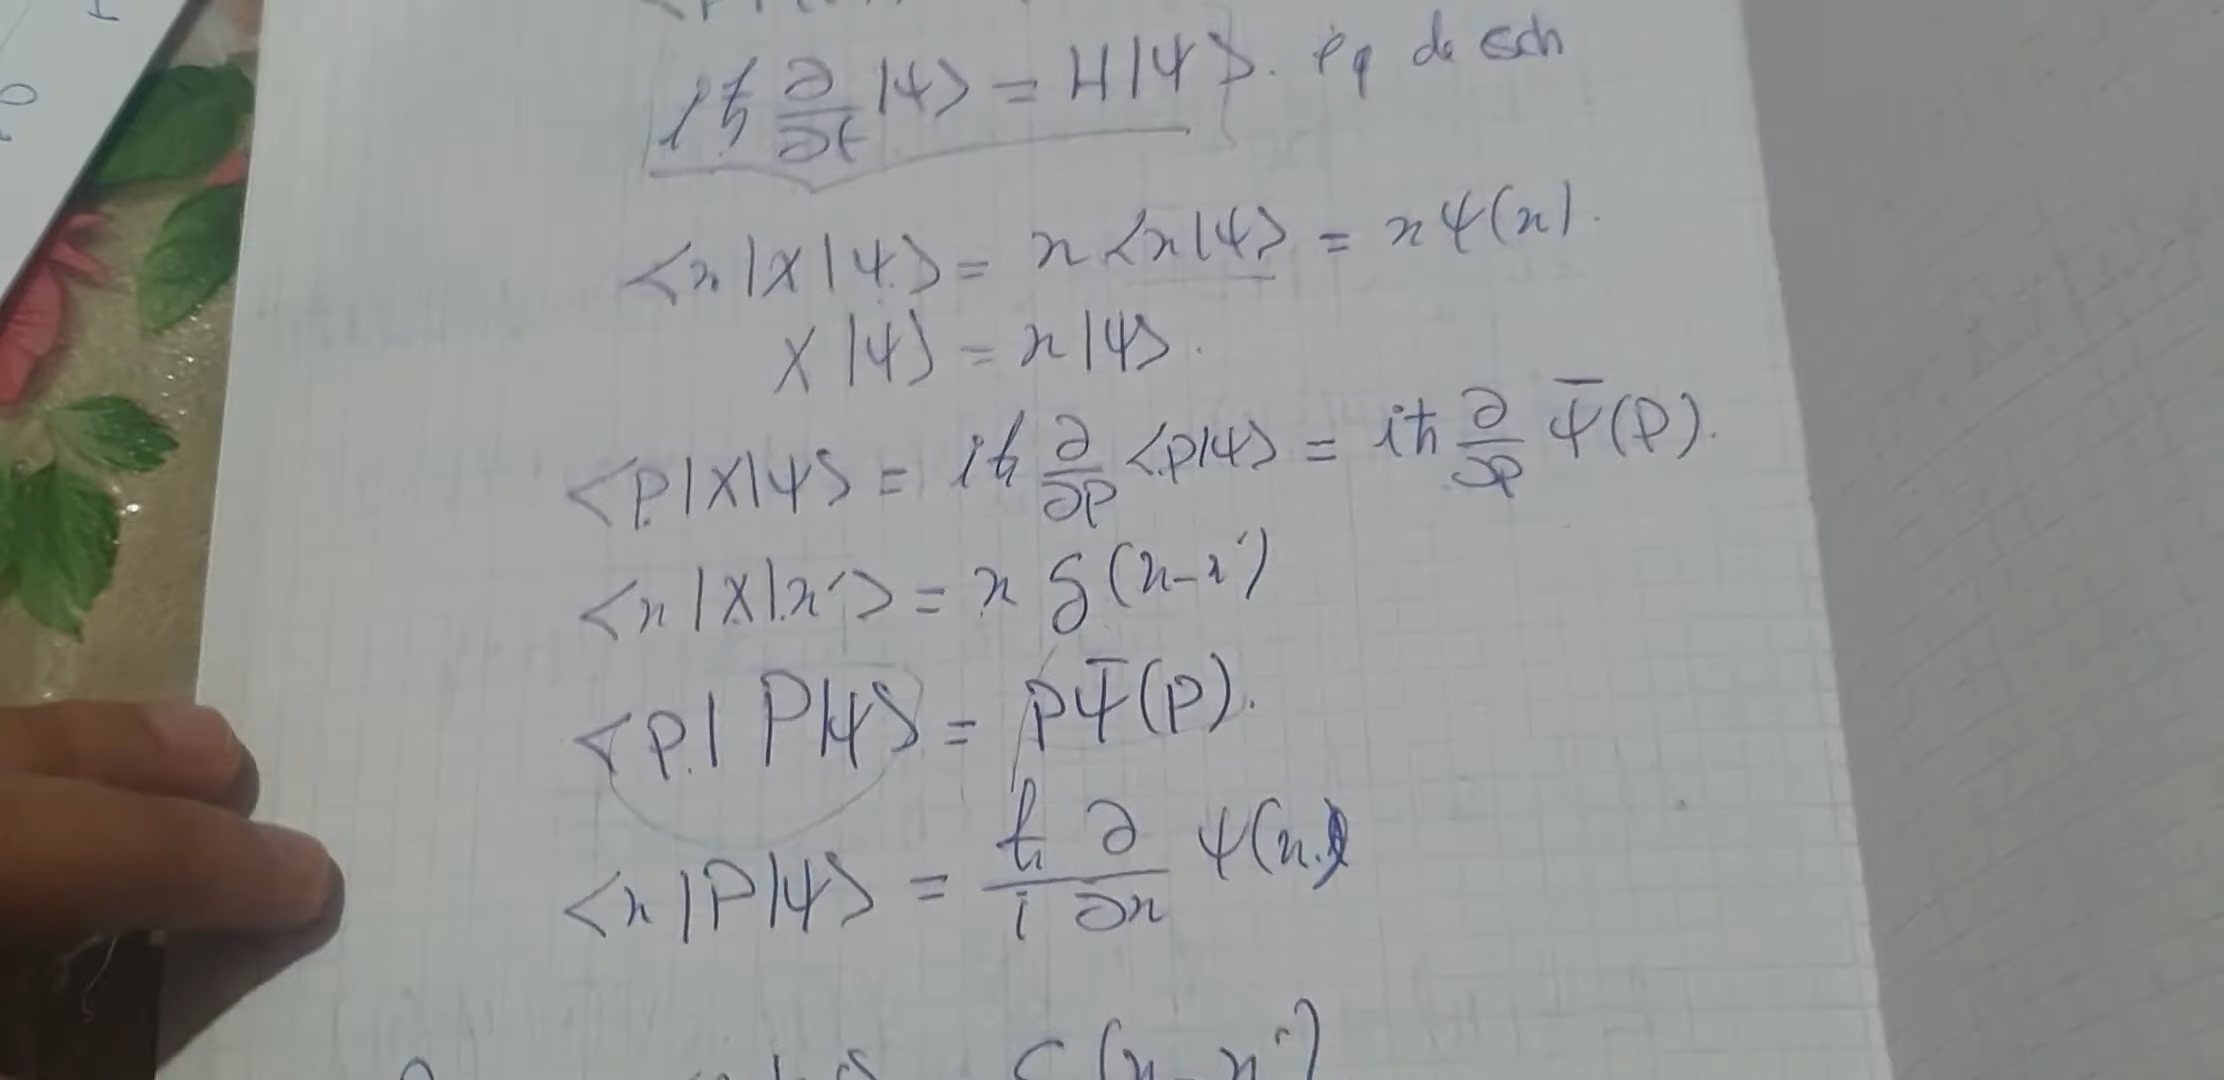 iħ ∂/∂t |ψ> = H|ψ>. éq de sch
<x|X|ψ> = x<x|ψ> = xψ(x).
X|ψ> = x|ψ>.
<P|X|ψ> = iħ ∂/∂P <P|ψ> = iħ ∂/∂P ψ̄(P).
<x|X|x'> = x δ(x-x')
<P|P|ψ> = Pψ̄(P).
<x|P|ψ> = ħ/i ∂/∂x ψ(x)
δ(x-x')